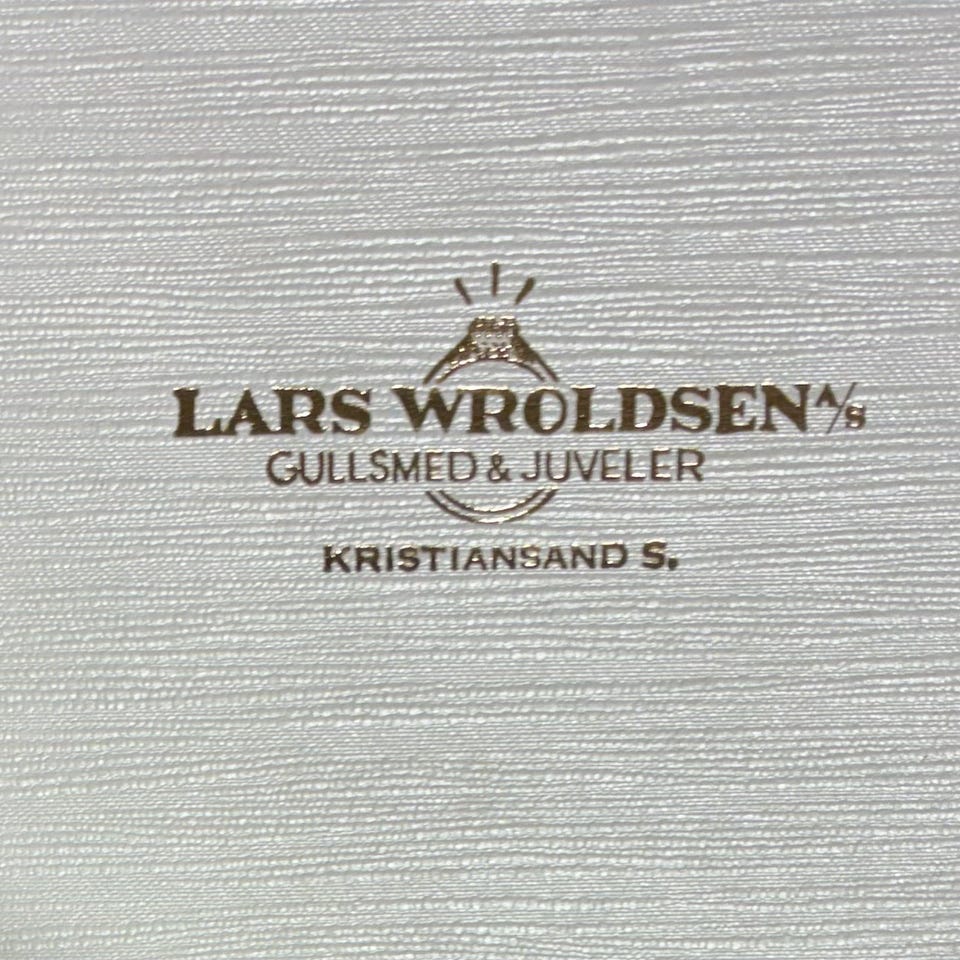 LARS WROLDSEN A/S
GULLSMED & JUVELER
KRISTIANSAND S.